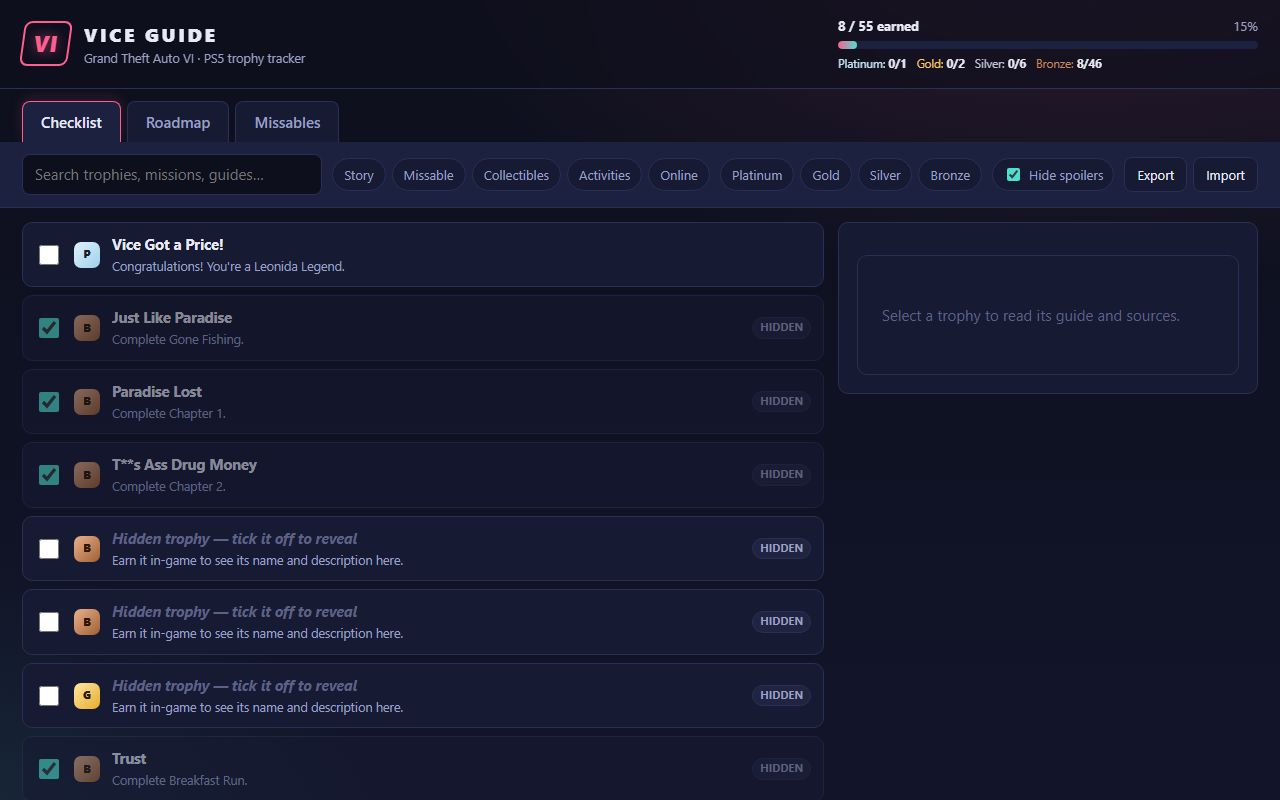 VI
VICE GUIDE
Grand Theft Auto VI · PS5 trophy tracker
8 / 55 earned
15%
Platinum: 0/1 Gold: 0/2 Silver: 0/6 Bronze: 8/46
Checklist
Roadmap
Missables
Search trophies, missions, guides...
Story
Missable
Collectibles
Activities
Online
Platinum
Gold
Silver
Bronze
Hide spoilers
Export
Import
P
Vice Got a Price!
Congratulations! You're a Leonida Legend.
B
Just Like Paradise
Complete Gone Fishing.
HIDDEN
B
Paradise Lost
Complete Chapter 1.
HIDDEN
B
T**s Ass Drug Money
Complete Chapter 2.
HIDDEN
B
Hidden trophy — tick it off to reveal
Earn it in-game to see its name and description here.
HIDDEN
B
Hidden trophy — tick it off to reveal
Earn it in-game to see its name and description here.
HIDDEN
G
Hidden trophy — tick it off to reveal
Earn it in-game to see its name and description here.
HIDDEN
B
Trust
Complete Breakfast Run.
HIDDEN
Select a trophy to read its guide and sources.